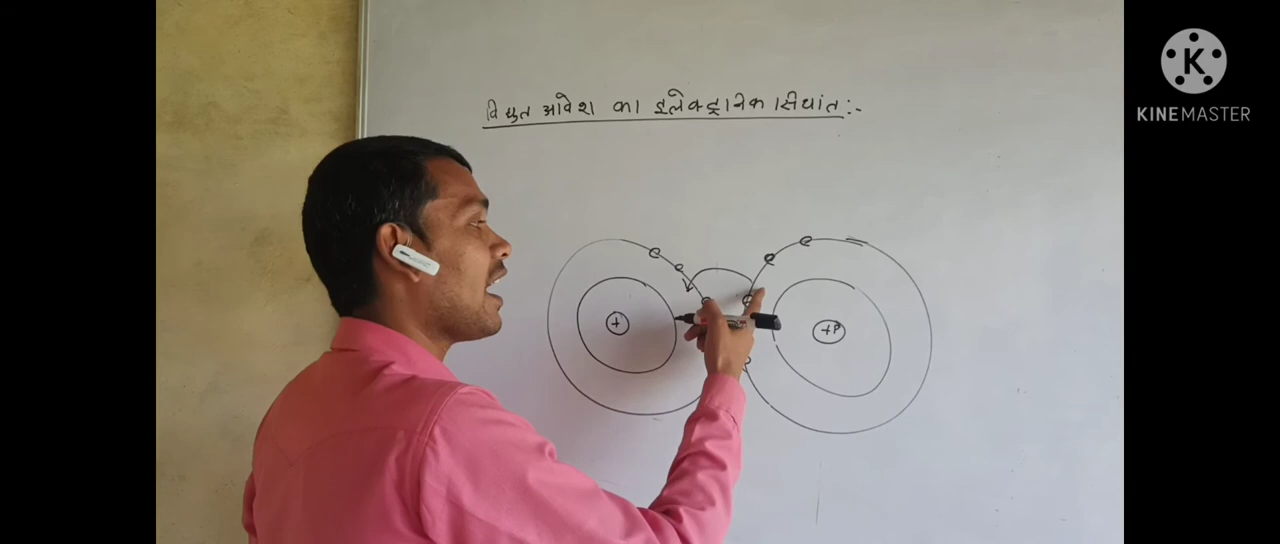 विद्युत आवेश का इलेक्ट्रानिक सिधांत :-
e e e e
+ +P
K
KINEMASTER